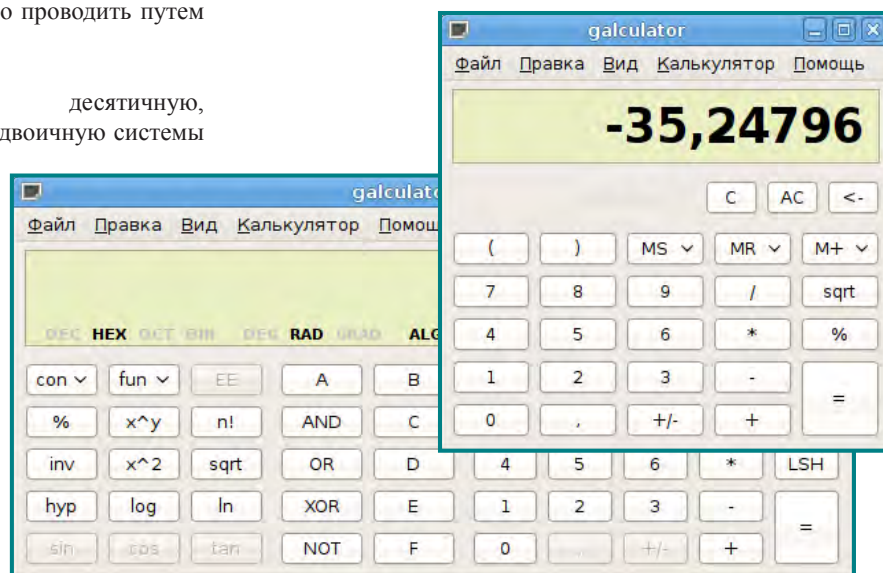 о проводить путем
десятичную,
двоичную системы
galculator
Файл Правка Вид Калькулятор Помощь
-35,24796
C AC <-
( ) MS MR M+
7 8 9 / sqrt
4 5 6 * %
1 2 3 - =
0 , +/- +
galculato
Файл Правка Вид Калькулятор Помощ
DEC HEX OCT BIN DEG RAD GRAD ALG
con fun EE A B
% x^y n! AND C
inv x^2 sqrt OR D 4 5 6 * LSH
hyp log ln XOR E 1 2 3 - =
sin cos tan NOT F 0 +/- +